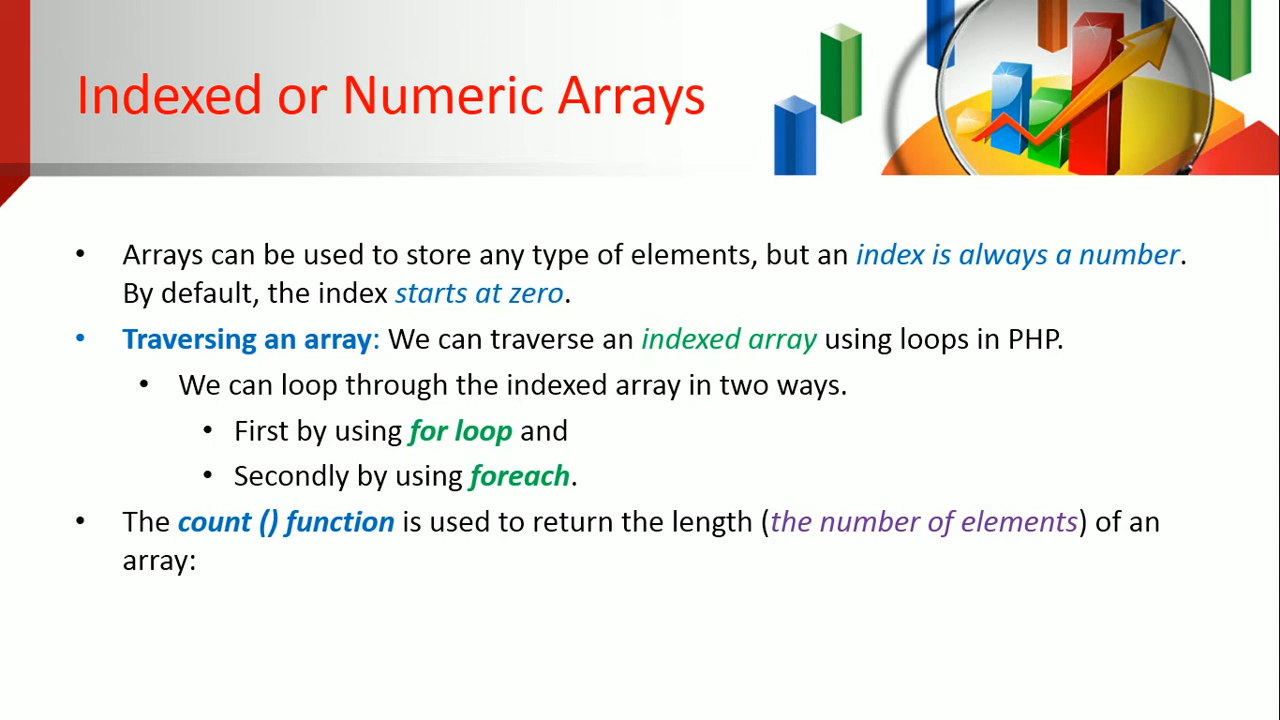 Indexed or Numeric Arrays
• Arrays can be used to store any type of elements, but an index is always a number.
By default, the index starts at zero.
• Traversing an array: We can traverse an indexed array using loops in PHP.
• We can loop through the indexed array in two ways.
• First by using for loop and
• Secondly by using foreach.
• The count () function is used to return the length (the number of elements) of an
array: